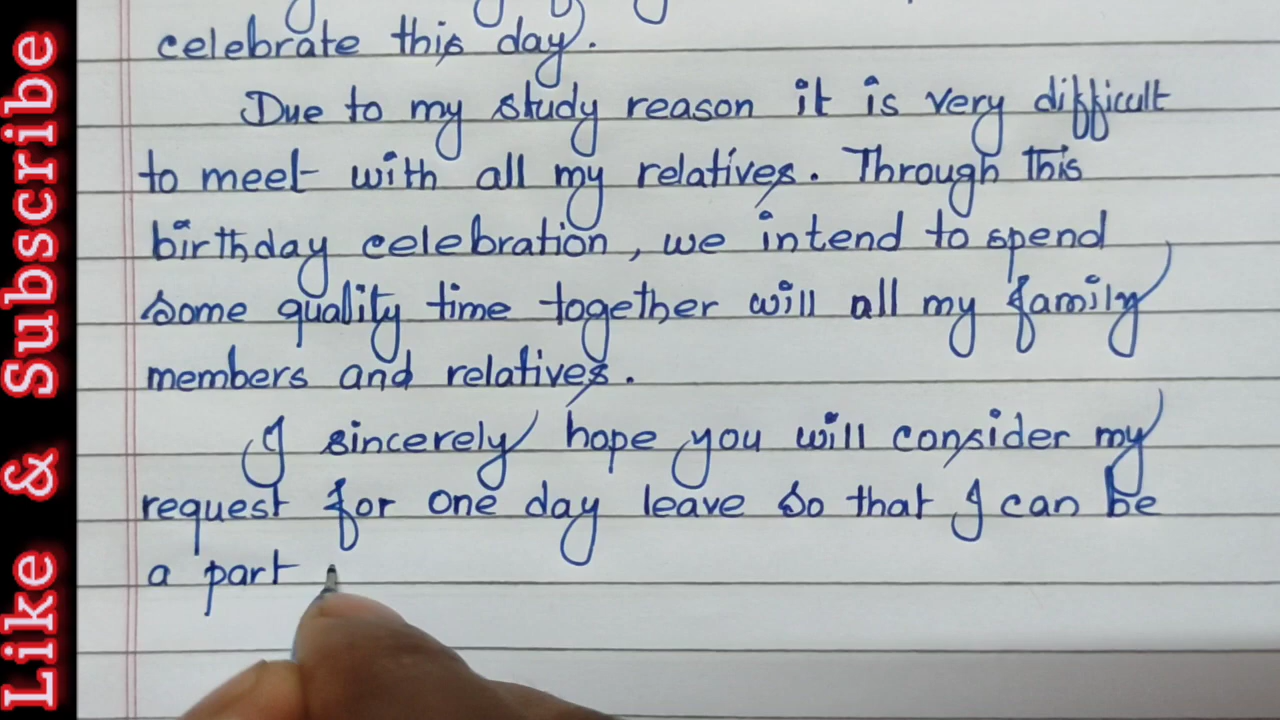 celebrate this day.
Due to my study reason it is very difficult
to meet with all my relatives. Through this
birthday celebration, we intend to spend
some quality time together will all my family
members and relatives.
I sincerely hope you will consider my
request for one day leave so that I can be
a part
Like & Subscribe